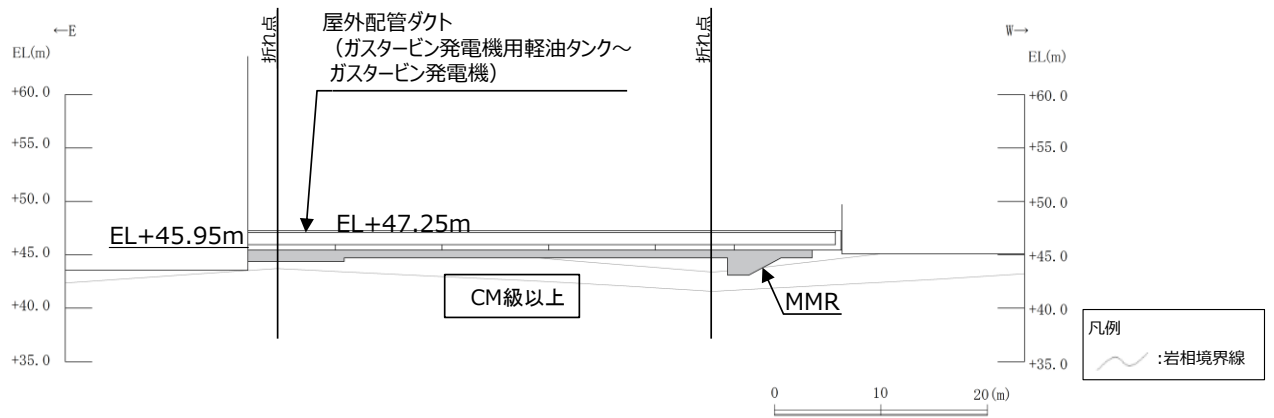 ←E
EL(m)
+60.0
+55.0
+50.0
+45.0
+40.0
+35.0
折れ点
屋外配管ダクト
（ガスタービン発電機用軽油タンク～
ガスタービン発電機）
折れ点
W→
EL(m)
+60.0
+55.0
+50.0
+45.0
+40.0
+35.0
EL+45.95m
EL+47.25m
CM級以上
MMR
凡例
:岩相境界線
0 10 20(m)